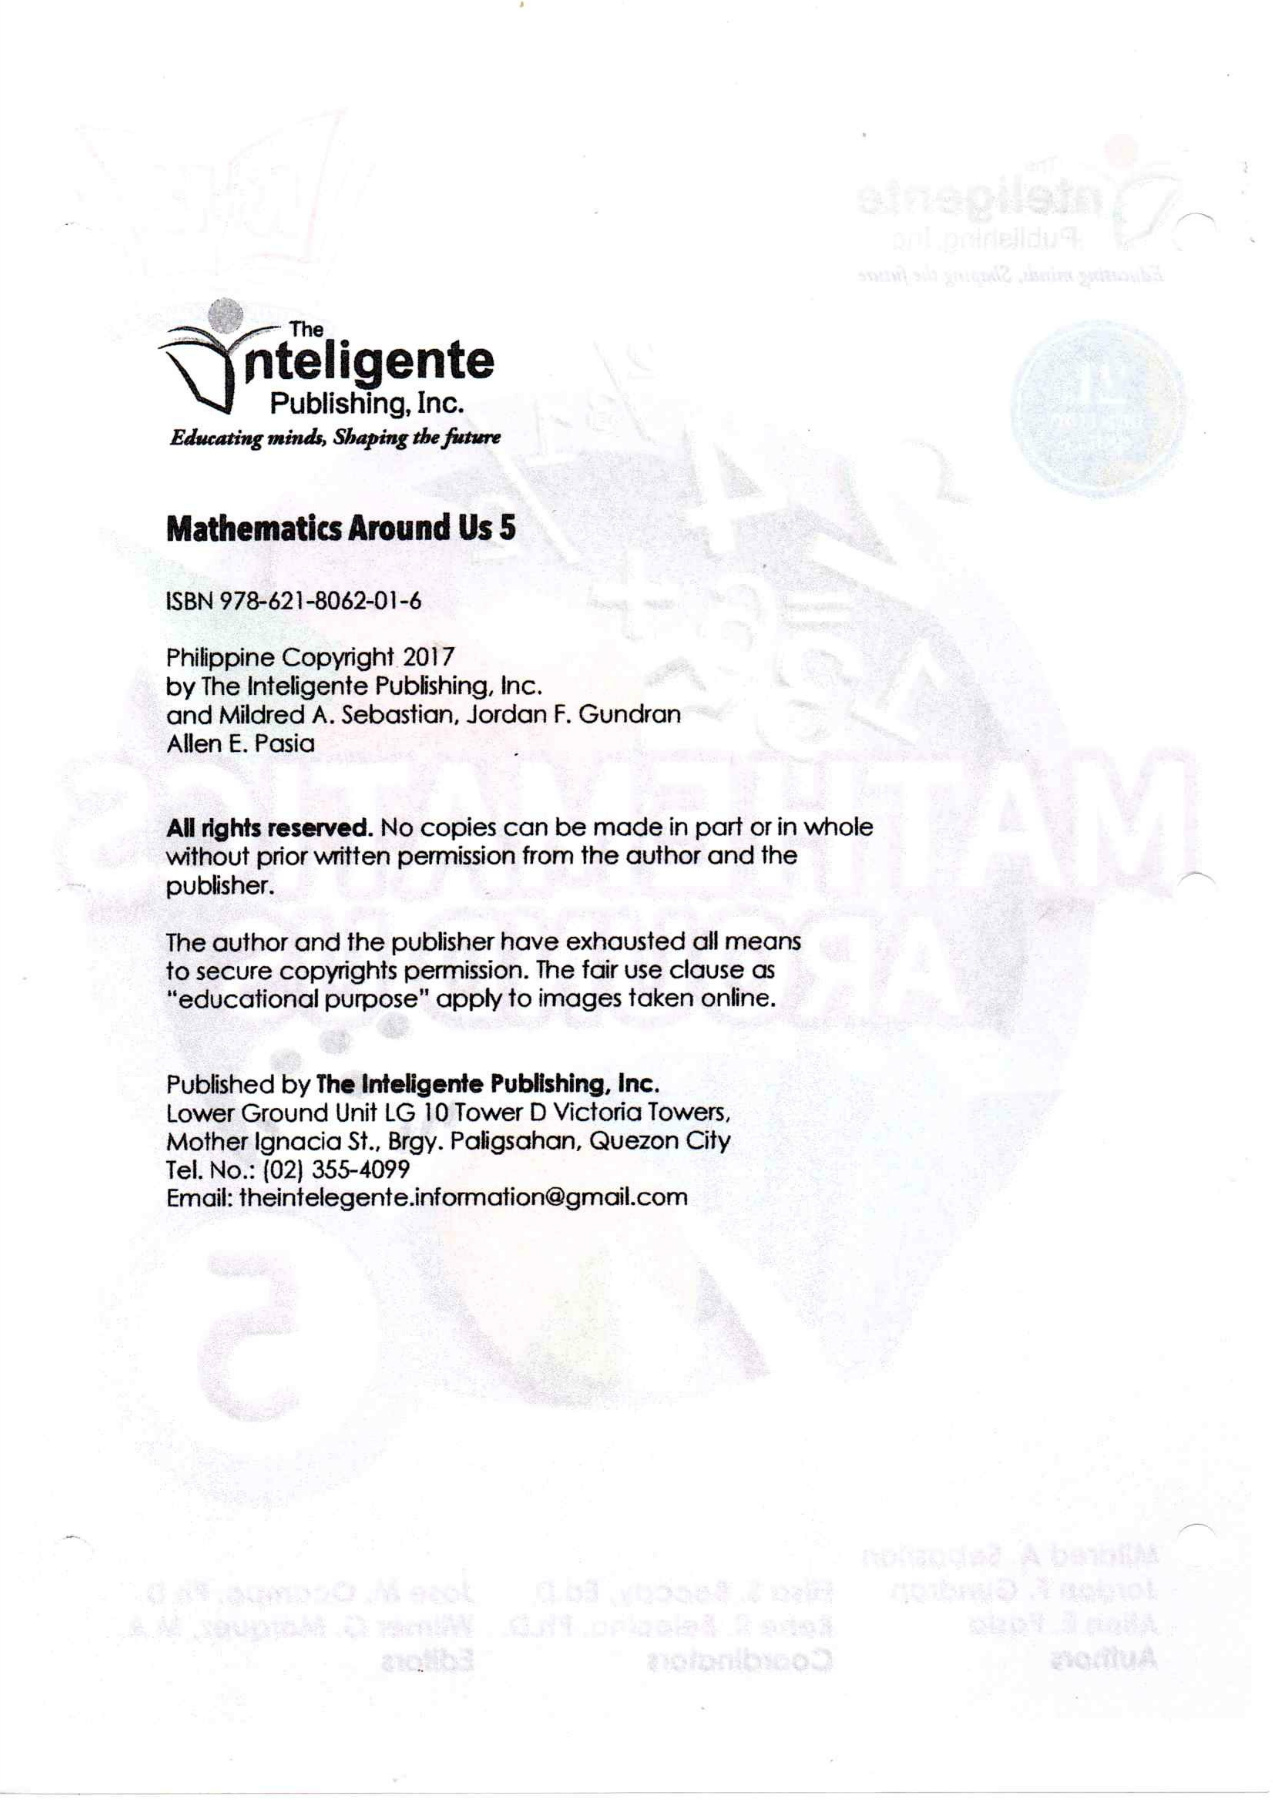 The
Inteligente
Publishing, Inc.
Educating minds, Shaping the future
Mathematics Around Us 5
ISBN 978-621-8062-01-6
Philippine Copyright 2017
by The Inteligente Publishing, Inc.
and Mildred A. Sebastian, Jordan F. Gundran
Allen E. Pasia
All rights reserved. No copies can be made in part or in whole
without prior written permission from the author and the
publisher.
The author and the publisher have exhausted all means
to secure copyrights permission. The fair use clause as
"educational purpose" apply to images taken online.
Published by The Inteligente Publishing, Inc.
Lower Ground Unit LG 10 Tower D Victoria Towers,
Mother Ignacia St., Brgy. Paligsahan, Quezon City
Tel. No.: (02) 355-4099
Email: theintelegente.information@gmail.com